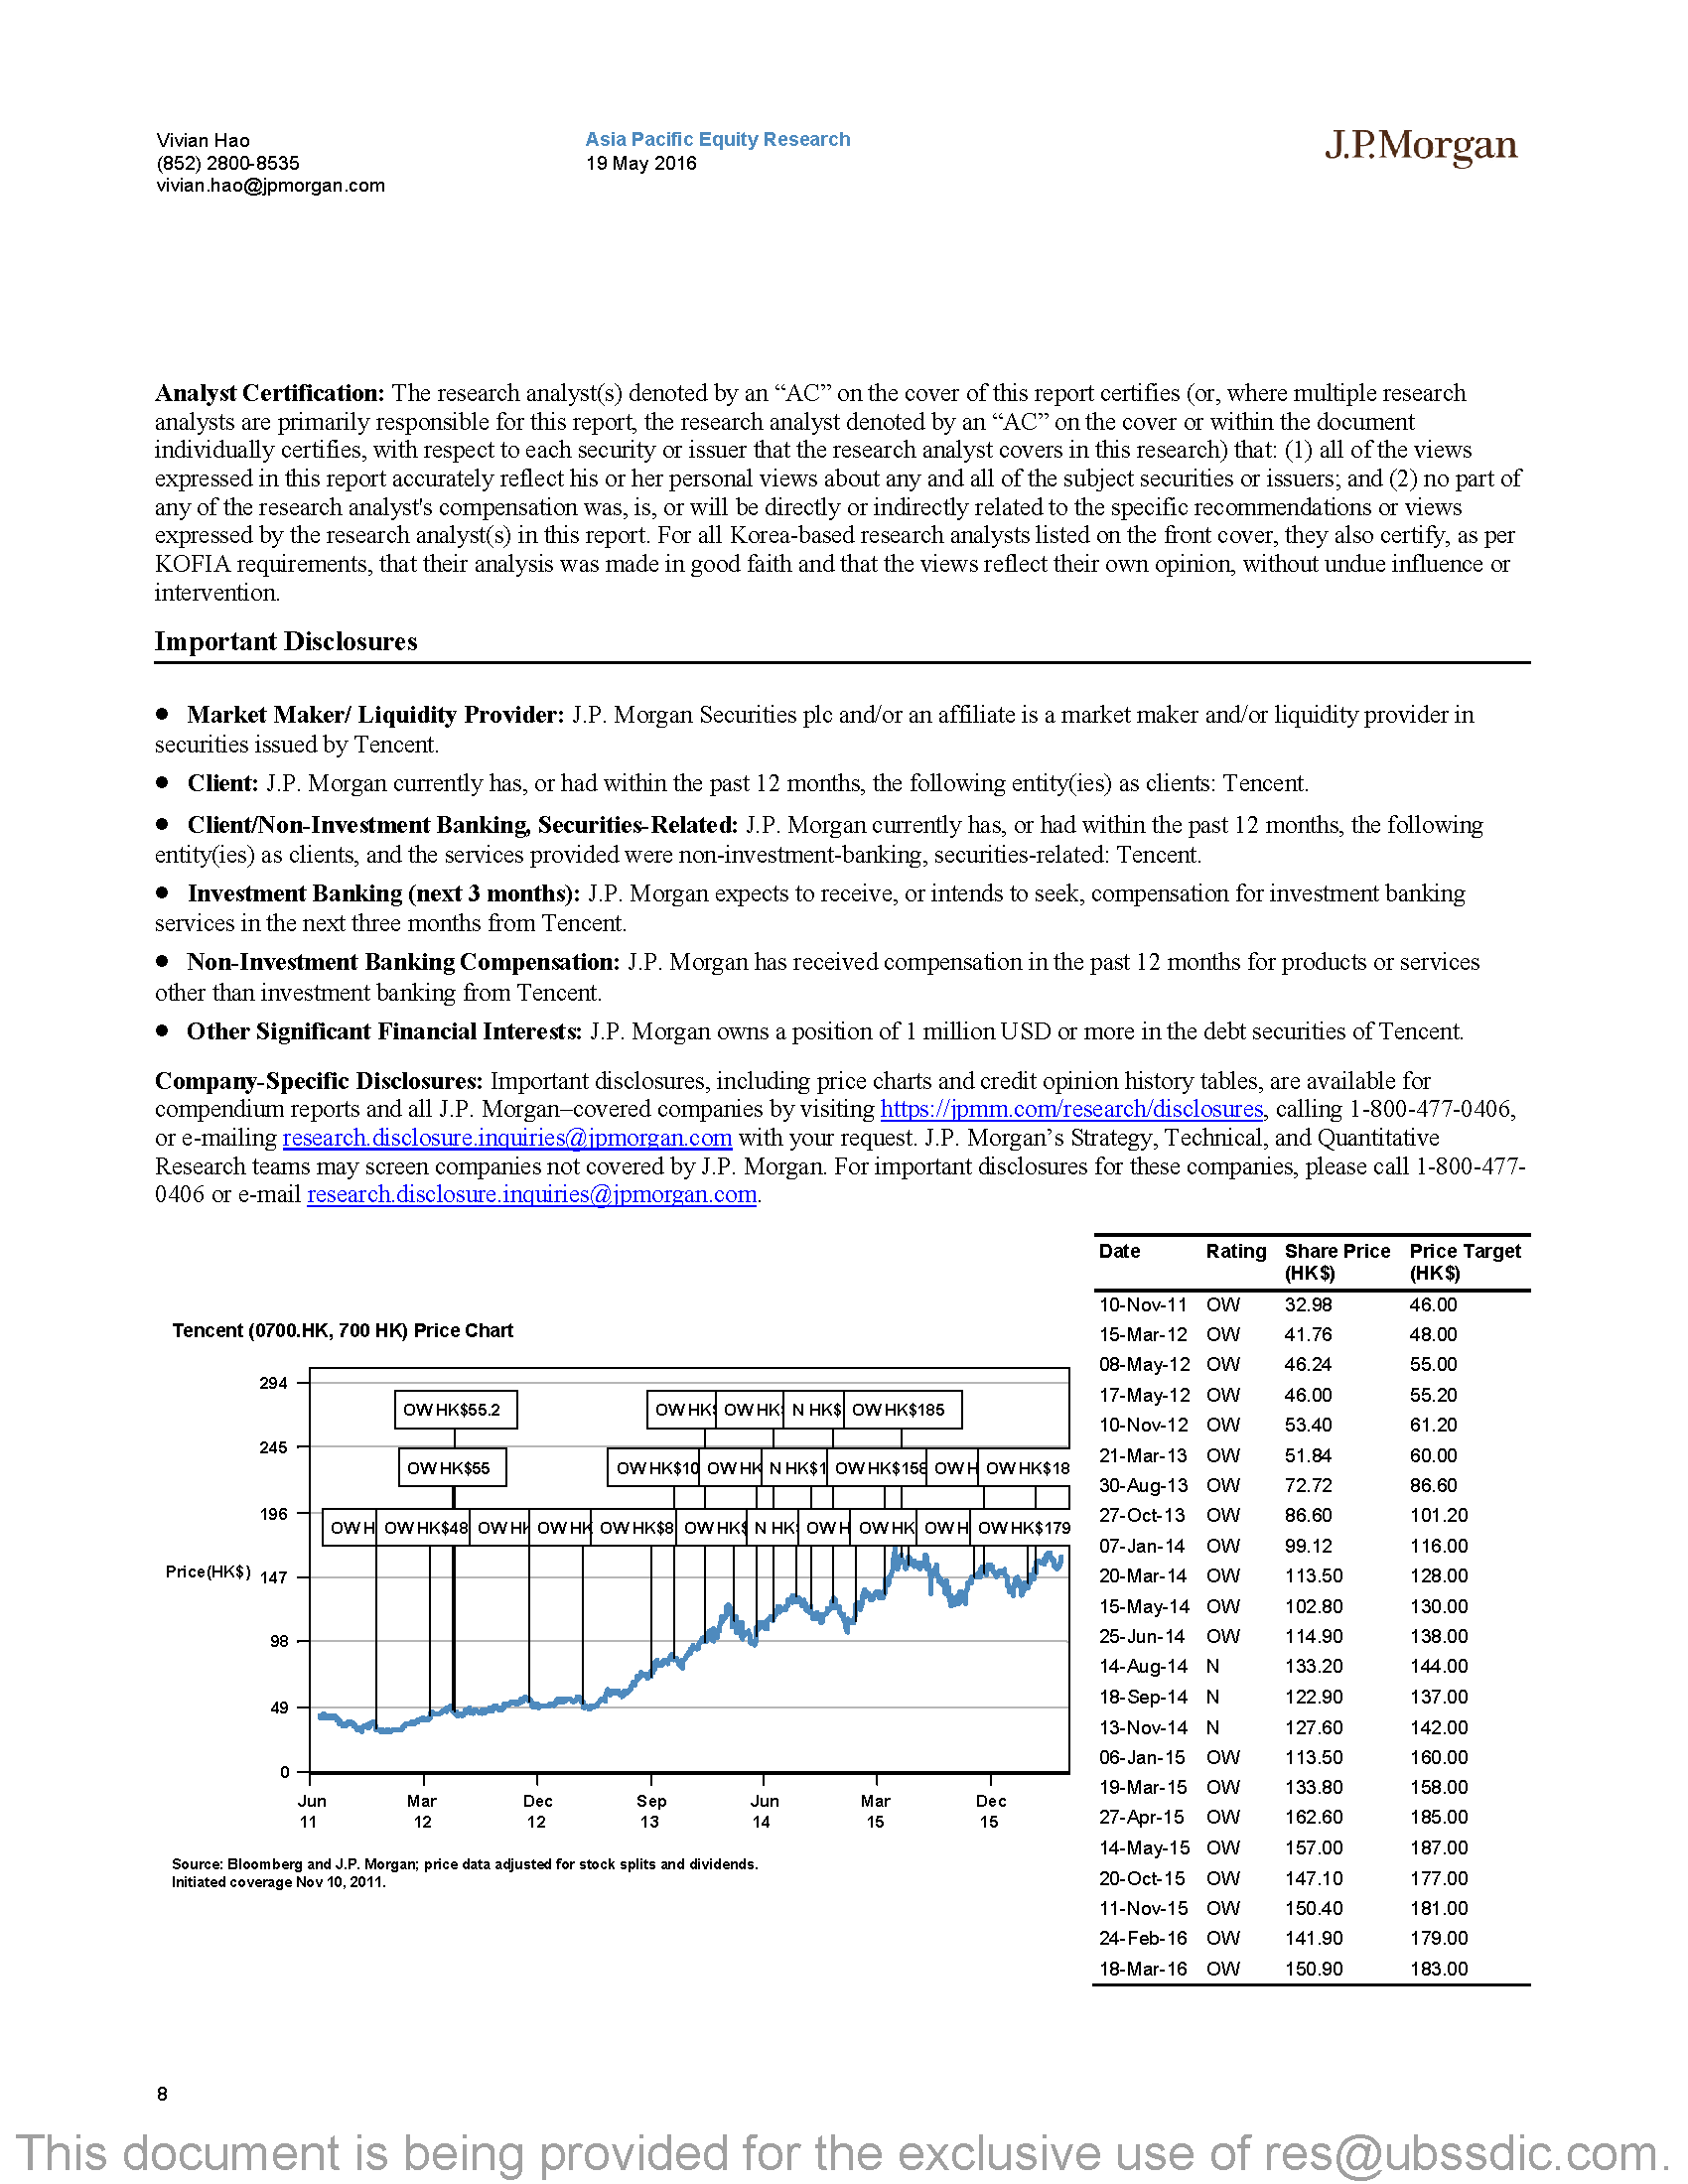 Vivian Hao
(852) 2800-8535
vivian.hao@jpmorgan.com
Asia Pacific Equity Research
19 May 2016
J.P.Morgan
Analyst Certification: The research analyst(s) denoted by an “AC” on the cover of this report certifies (or, where multiple research
analysts are primarily responsible for this report, the research analyst denoted by an “AC” on the cover or within the document
individually certifies, with respect to each security or issuer that the research analyst covers in this research) that: (1) all of the views
expressed in this report accurately reflect his or her personal views about any and all of the subject securities or issuers; and (2) no part of
any of the research analyst's compensation was, is, or will be directly or indirectly related to the specific recommendations or views
expressed by the research analyst(s) in this report. For all Korea-based research analysts listed on the front cover, they also certify, as per
KOFIA requirements, that their analysis was made in good faith and that the views reflect their own opinion, without undue influence or
intervention.
Important Disclosures
● Market Maker/ Liquidity Provider: J.P. Morgan Securities plc and/or an affiliate is a market maker and/or liquidity provider in
securities issued by Tencent.
● Client: J.P. Morgan currently has, or had within the past 12 months, the following entity(ies) as clients: Tencent.
● Client/Non-Investment Banking, Securities-Related: J.P. Morgan currently has, or had within the past 12 months, the following
entity(ies) as clients, and the services provided were non-investment-banking, securities-related: Tencent.
● Investment Banking (next 3 months): J.P. Morgan expects to receive, or intends to seek, compensation for investment banking
services in the next three months from Tencent.
● Non-Investment Banking Compensation: J.P. Morgan has received compensation in the past 12 months for products or services
other than investment banking from Tencent.
● Other Significant Financial Interests: J.P. Morgan owns a position of 1 million USD or more in the debt securities of Tencent.
Company-Specific Disclosures: Important disclosures, including price charts and credit opinion history tables, are available for
compendium reports and all J.P. Morgan–covered companies by visiting https://jpmm.com/research/disclosures, calling 1-800-477-0406,
or e-mailing research.disclosure.inquiries@jpmorgan.com with your request. J.P. Morgan’s Strategy, Technical, and Quantitative
Research teams may screen companies not covered by J.P. Morgan. For important disclosures for these companies, please call 1-800-477-
0406 or e-mail research.disclosure.inquiries@jpmorgan.com.
Tencent (0700.HK, 700 HK) Price Chart
294
OW HK$55.2 OW HK$ OW HK N HK$ OW HK$185
245
OW HK$55 OW HK$10 OW HK N HK$1 OW HK$158 OW H OW HK$18
196
OW H OW HK$48 OW HK OW HK OW HK$8 OW HK$ N HK OW H OW HK OW H OW HK$179
Price(HK$) 147
98
49
0
Jun Mar Dec Sep Jun Mar Dec
11 12 12 13 14 15 15
Source: Bloomberg and J.P. Morgan; price data adjusted for stock splits and dividends.
Initiated coverage Nov 10, 2011.
Date Rating Share Price Price Target
(HK$) (HK$)
10-Nov-11 OW 32.98 46.00
15-Mar-12 OW 41.76 48.00
08-May-12 OW 46.24 55.00
17-May-12 OW 46.00 55.20
10-Nov-12 OW 53.40 61.20
21-Mar-13 OW 51.84 60.00
30-Aug-13 OW 72.72 86.60
27-Oct-13 OW 86.60 101.20
07-Jan-14 OW 99.12 116.00
20-Mar-14 OW 113.50 128.00
15-May-14 OW 102.80 130.00
25-Jun-14 OW 114.90 138.00
14-Aug-14 N 133.20 144.00
18-Sep-14 N 122.90 137.00
13-Nov-14 N 127.60 142.00
06-Jan-15 OW 113.50 160.00
19-Mar-15 OW 133.80 158.00
27-Apr-15 OW 162.60 185.00
14-May-15 OW 157.00 187.00
20-Oct-15 OW 147.10 177.00
11-Nov-15 OW 150.40 181.00
24-Feb-16 OW 141.90 179.00
18-Mar-16 OW 150.90 183.00
8
This document is being provided for the exclusive use of res@ubssdic.com.